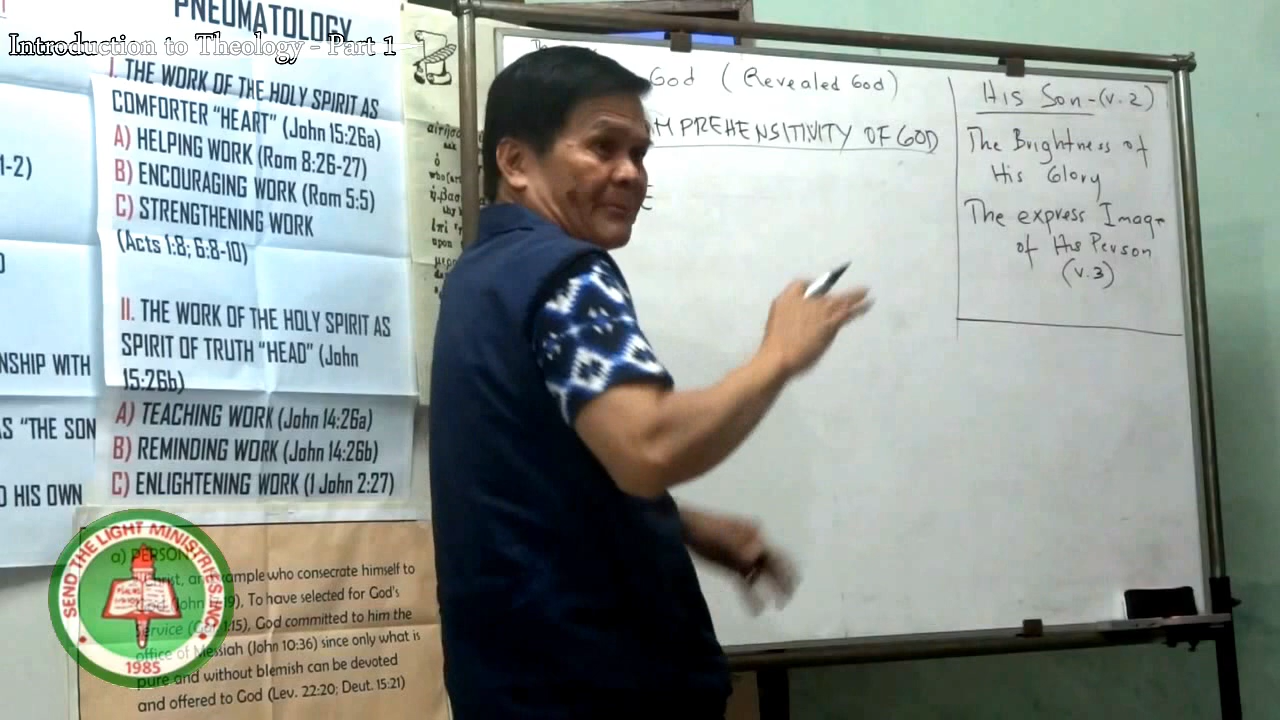 Introduction to Theology - Part 1
PNEUMATOLOGY
I. THE WORK OF THE HOLY SPIRIT AS
COMFORTER "HEART" (John 15:26a)
A) HELPING WORK (Rom 8:26-27)
B) ENCOURAGING WORK (Rom 5:5)
C) STRENGTHENING WORK
(Acts 1:8; 6:8-10)
II. THE WORK OF THE HOLY SPIRIT AS
SPIRIT OF TRUTH "HEAD" (John
15:26b)
A) TEACHING WORK (John 14:26a)
B) REMINDING WORK (John 14:26b)
C) ENLIGHTENING WORK (1 John 2:27)
1-2)
NSHIP WITH
AS "THE SON
O HIS OWN
a) PERSON
Christ, an example who consecrate himself to
God (John 19), To have selected for God's
Service (Gal 1:15), God committed to him the
office of Messiah (John 10:36) since only what is
pure and without blemish can be devoted
and offered to God (Lev. 22:20; Deut. 15:21)
SEND THE LIGHT MINISTRIES INC.
1985
God (Revealed God)
MPREHENSITIVITY OF GOD
E
His Son - (v. 2)
The Brightness of
His Glory
The express Image
of His Person
(v. 3)